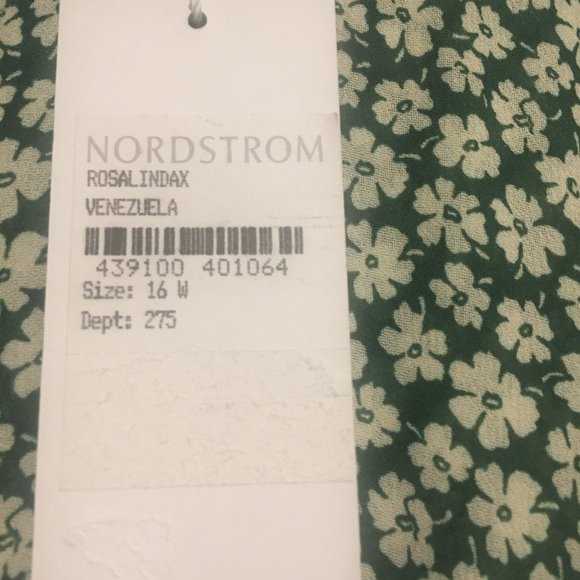 NORDSTROM
ROSALINDAX
VENEZUELA
439100 401064
Size: 16 W
Dept: 275